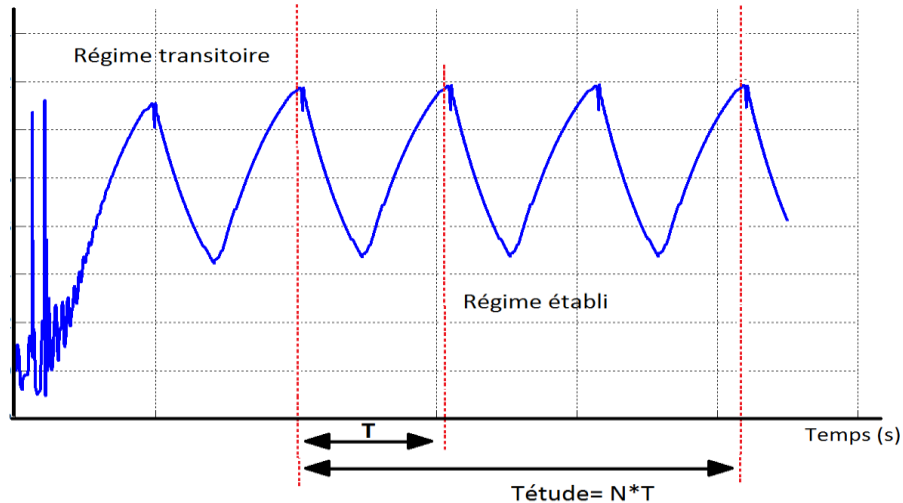 Régime transitoire
Régime établi
Temps (s)
T
Tétude= N*T